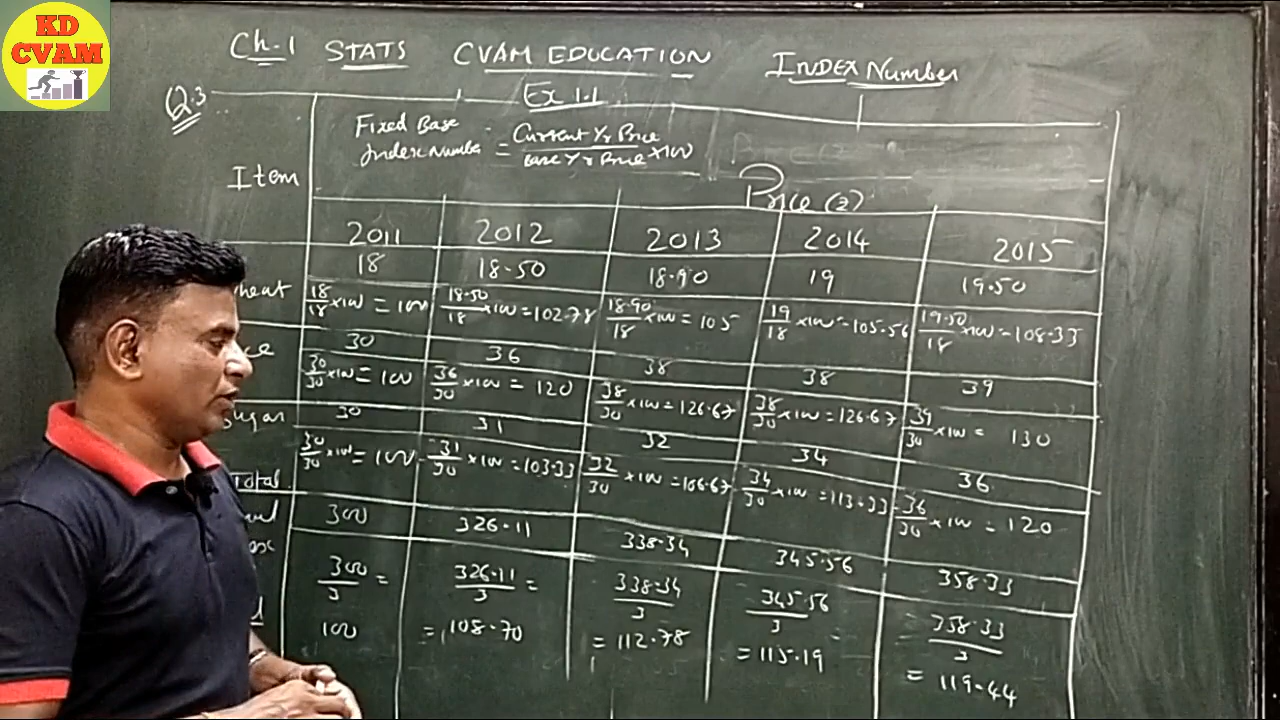 KD
CVAM
Ch.1 STATS CVAM EDUCATION INDEX Number
Q.3 Ex 1.1
Fixed Base Index Number = Current Yr Price / Base Yr Price × 100
Item
Price (₹)
2011 2012 2013 2014 2015
18 18.50 18.90 19 19.50
heat 18/18 ×100 = 100 18.50/18 ×100 = 102.78 18.90/18 ×100 = 105 19/18 ×100 = 105.56 19.50/18 ×100 = 108.33
30 36 38 38 39
ce 30/30 ×100 = 100 36/30 ×100 = 120 38/30 ×100 = 126.67 38/30 ×100 = 126.67 39/30 ×100 = 130
ugar 30 31 32 34 36
30/30 ×100 = 100 31/30 ×100 = 103.33 32/30 ×100 = 106.67 34/30 ×100 = 113.33 36/30 ×100 = 120
Total 300 326.11 338.34 345.56 358.33
300/3 = 326.11/3 = 338.34/3 345.56/3 = 358.33/3
100 = 108.70 = 112.78 = 115.19 = 119.44